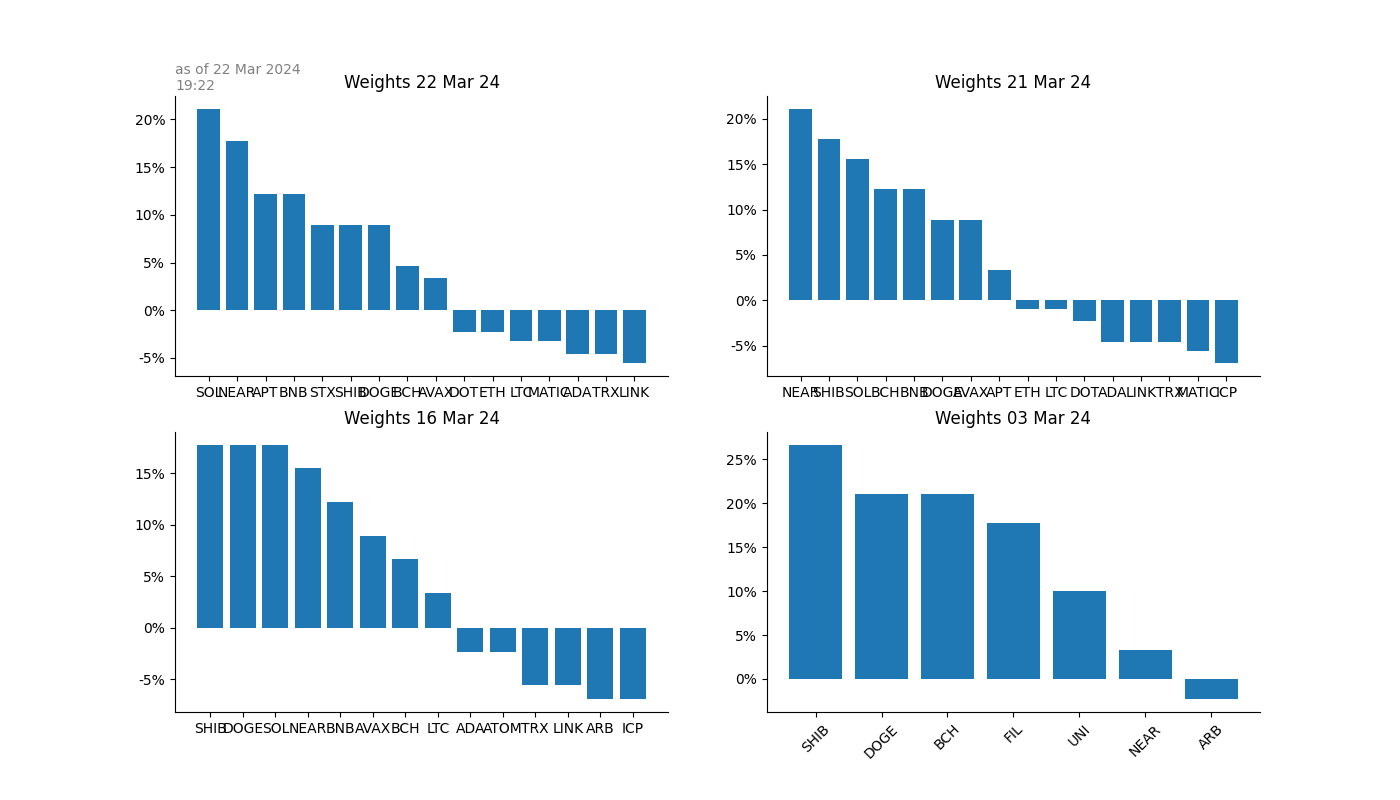 as of 22 Mar 2024
19:22
Weights 22 Mar 24
20%
15%
10%
5%
0%
-5%
SOL NEAR APT BNB STX SHIB DOGE BCH AVAX DOT ETH LTC MATIC ADA TRX LINK
Weights 21 Mar 24
20%
15%
10%
5%
0%
-5%
NEAR SHIB SOL BCH BNB DOGE AVAX APT ETH LTC DOT ADA LINK TRX MATIC ICP
Weights 16 Mar 24
15%
10%
5%
0%
-5%
SHIB DOGE SOL NEAR BNB AVAX BCH LTC ADA ATOM TRX LINK ARB ICP
Weights 03 Mar 24
25%
20%
15%
10%
5%
0%
SHIB DOGE BCH FIL UNI NEAR ARB